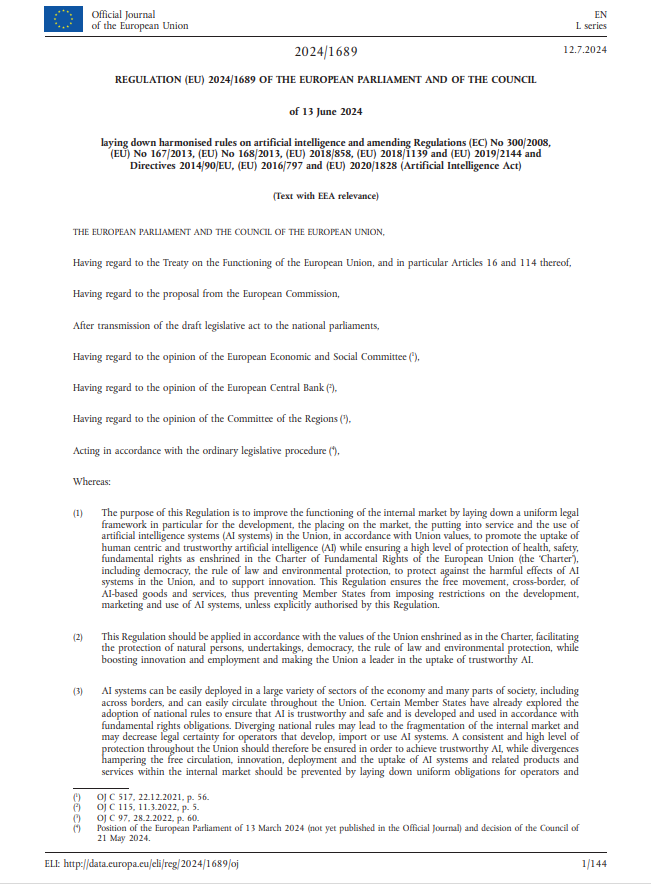 Official Journal
of the European Union
EN
L series
2024/1689
12.7.2024
REGULATION (EU) 2024/1689 OF THE EUROPEAN PARLIAMENT AND OF THE COUNCIL
of 13 June 2024
laying down harmonised rules on artificial intelligence and amending Regulations (EC) No 300/2008,
(EU) No 167/2013, (EU) No 168/2013, (EU) 2018/858, (EU) 2018/1139 and (EU) 2019/2144 and
Directives 2014/90/EU, (EU) 2016/797 and (EU) 2020/1828 (Artificial Intelligence Act)
(Text with EEA relevance)
THE EUROPEAN PARLIAMENT AND THE COUNCIL OF THE EUROPEAN UNION,
Having regard to the Treaty on the Functioning of the European Union, and in particular Articles 16 and 114 thereof,
Having regard to the proposal from the European Commission,
After transmission of the draft legislative act to the national parliaments,
Having regard to the opinion of the European Economic and Social Committee (1),
Having regard to the opinion of the European Central Bank (2),
Having regard to the opinion of the Committee of the Regions (3),
Acting in accordance with the ordinary legislative procedure (4),
Whereas:
(1) The purpose of this Regulation is to improve the functioning of the internal market by laying down a uniform legal
framework in particular for the development, the placing on the market, the putting into service and the use of
artificial intelligence systems (AI systems) in the Union, in accordance with Union values, to promote the uptake of
human centric and trustworthy artificial intelligence (AI) while ensuring a high level of protection of health, safety,
fundamental rights as enshrined in the Charter of Fundamental Rights of the European Union (the ‘Charter’),
including democracy, the rule of law and environmental protection, to protect against the harmful effects of AI
systems in the Union, and to support innovation. This Regulation ensures the free movement, cross-border, of
AI-based goods and services, thus preventing Member States from imposing restrictions on the development,
marketing and use of AI systems, unless explicitly authorised by this Regulation.
(2) This Regulation should be applied in accordance with the values of the Union enshrined as in the Charter, facilitating
the protection of natural persons, undertakings, democracy, the rule of law and environmental protection, while
boosting innovation and employment and making the Union a leader in the uptake of trustworthy AI.
(3) AI systems can be easily deployed in a large variety of sectors of the economy and many parts of society, including
across borders, and can easily circulate throughout the Union. Certain Member States have already explored the
adoption of national rules to ensure that AI is trustworthy and safe and is developed and used in accordance with
fundamental rights obligations. Diverging national rules may lead to the fragmentation of the internal market and
may decrease legal certainty for operators that develop, import or use AI systems. A consistent and high level of
protection throughout the Union should therefore be ensured in order to achieve trustworthy AI, while divergences
hampering the free circulation, innovation, deployment and the uptake of AI systems and related products and
services within the internal market should be prevented by laying down uniform obligations for operators and
(1) OJ C 517, 22.12.2021, p. 56.
(2) OJ C 115, 11.3.2022, p. 5.
(3) OJ C 97, 28.2.2022, p. 60.
(4) Position of the European Parliament of 13 March 2024 (not yet published in the Official Journal) and decision of the Council of
21 May 2024.
ELI: http://data.europa.eu/eli/reg/2024/1689/oj
1/144